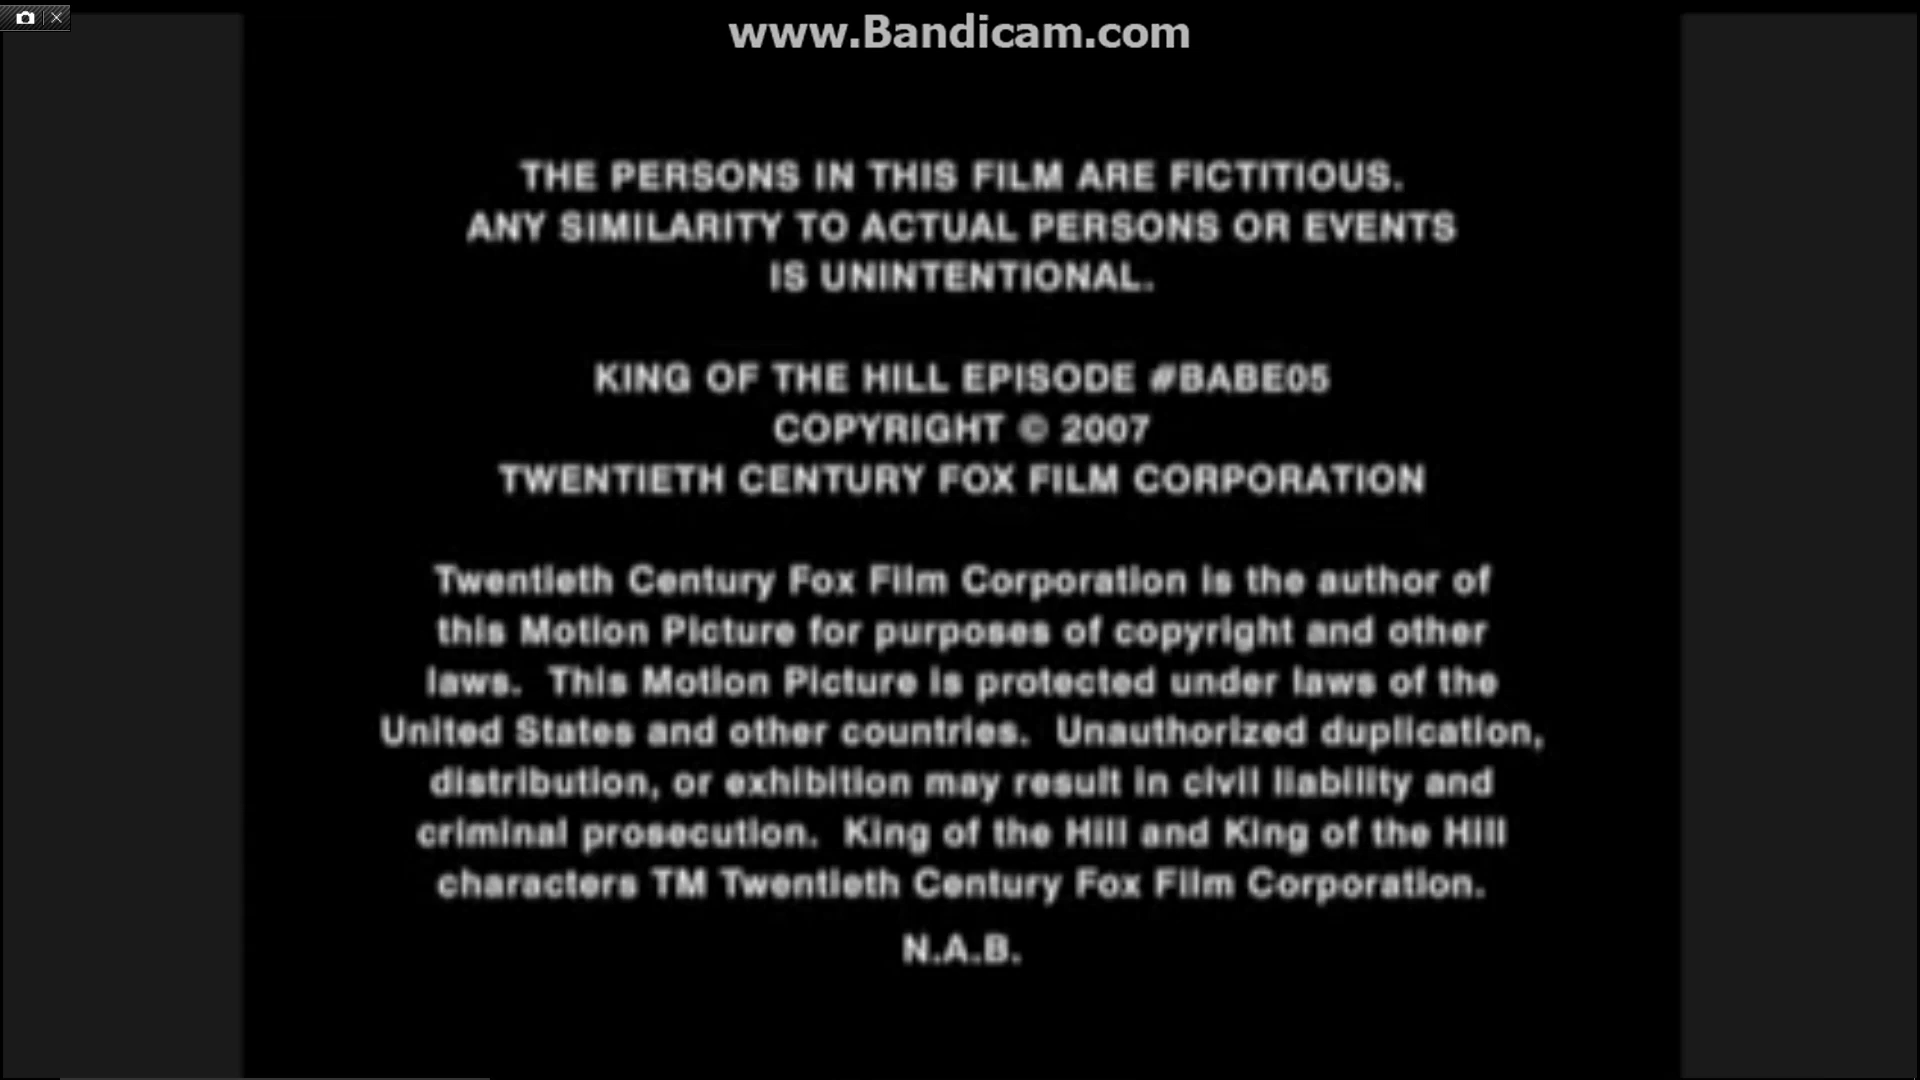 www.Bandicam.com
THE PERSONS IN THIS FILM ARE FICTITIOUS.
ANY SIMILARITY TO ACTUAL PERSONS OR EVENTS
IS UNINTENTIONAL.
KING OF THE HILL EPISODE #BABE05
COPYRIGHT © 2007
TWENTIETH CENTURY FOX FILM CORPORATION
Twentieth Century Fox Film Corporation is the author of
this Motion Picture for purposes of copyright and other
laws.  This Motion Picture is protected under laws of the
United States and other countries.  Unauthorized duplication,
distribution, or exhibition may result in civil liability and
criminal prosecution.  King of the Hill and King of the Hill
characters TM Twentieth Century Fox Film Corporation.
N.A.B.